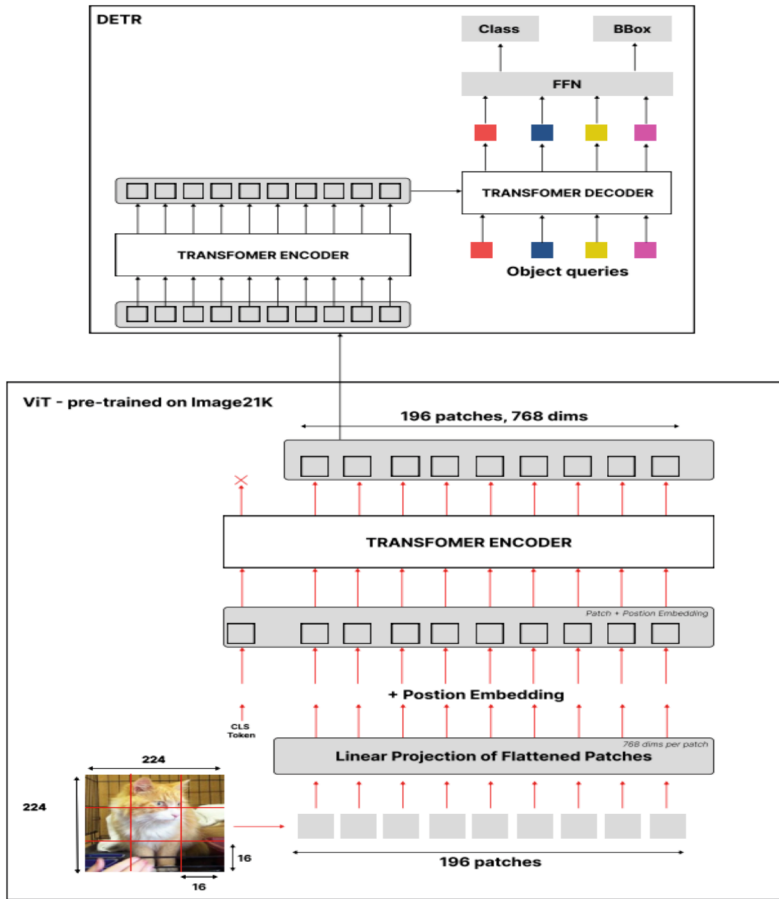 DETR
Class
BBox
FFN
TRANSFOMER DECODER
TRANSFOMER ENCODER
Object queries
ViT - pre-trained on Image21K
196 patches, 768 dims
TRANSFOMER ENCODER
Patch + Postion Embedding
+ Postion Embedding
CLS
Token
768 dims per patch
Linear Projection of Flattened Patches
224
224
16
16
196 patches